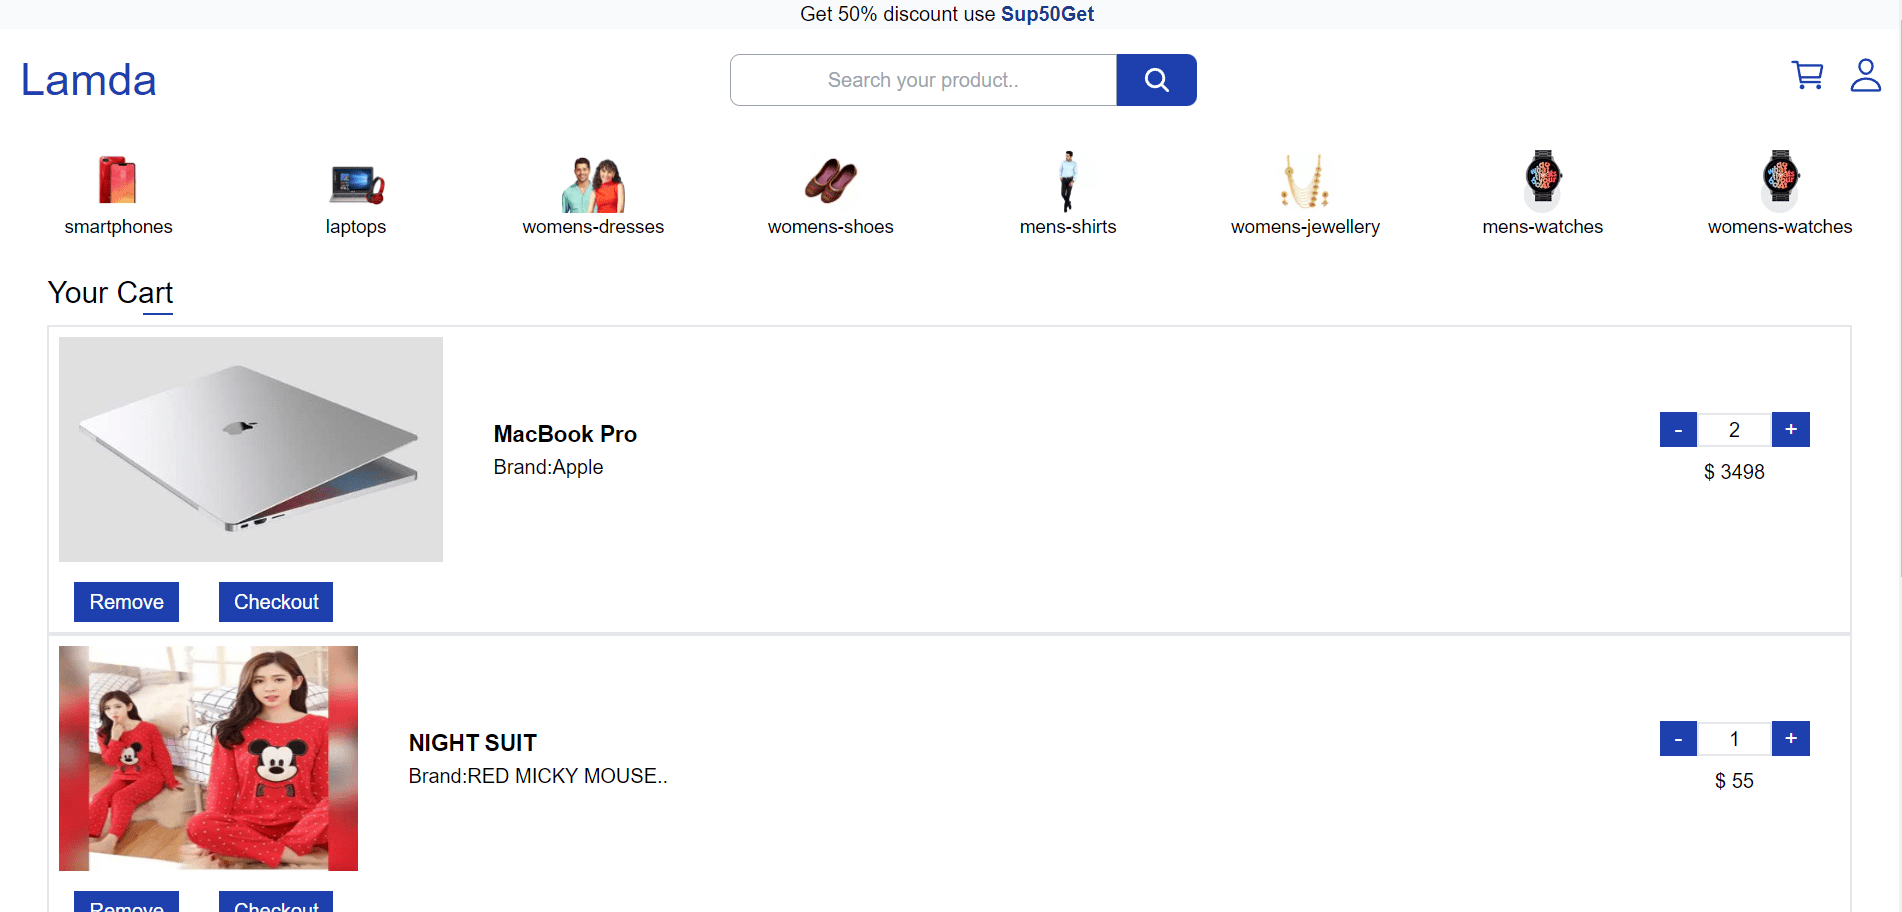 Get 50% discount use Sup50Get
Lamda
Search your product..
smartphones
laptops
womens-dresses
womens-shoes
mens-shirts
womens-jewellery
mens-watches
womens-watches
Your Cart
MacBook Pro
Brand:Apple
- 2 +
$ 3498
Remove
Checkout
NIGHT SUIT
Brand:RED MICKY MOUSE..
- 1 +
$ 55
Remove
Checkout